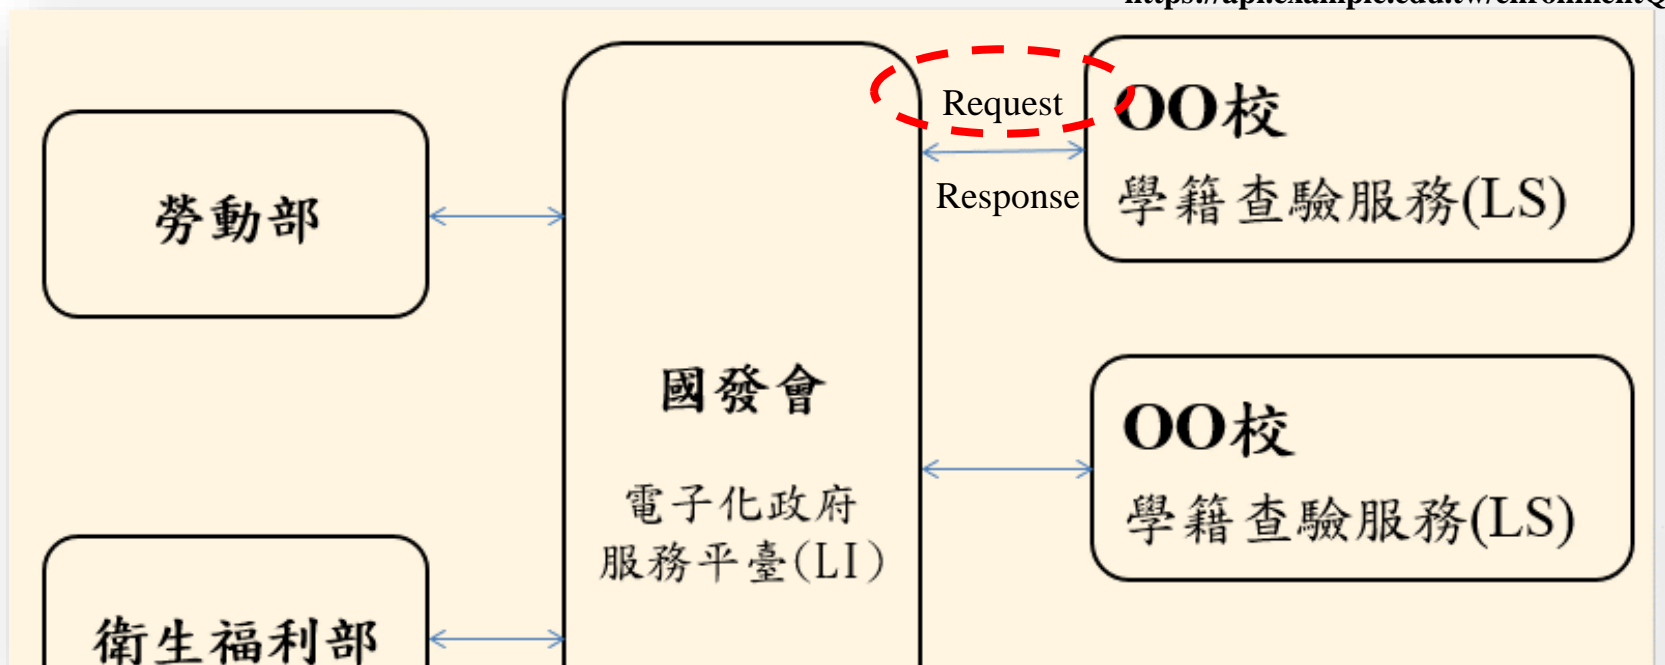 勞動部
衛生福利部
國發會
電子化政府
服務平臺(LI)
Request
Response
OO校
學籍查驗服務(LS)
OO校
學籍查驗服務(LS)